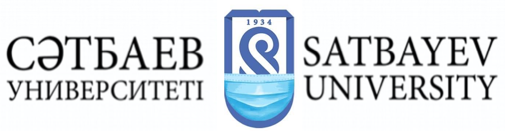 СӘТБАЕВ
УНИВЕРСИТЕТІ
1934
SATBAYEV
UNIVERSITY